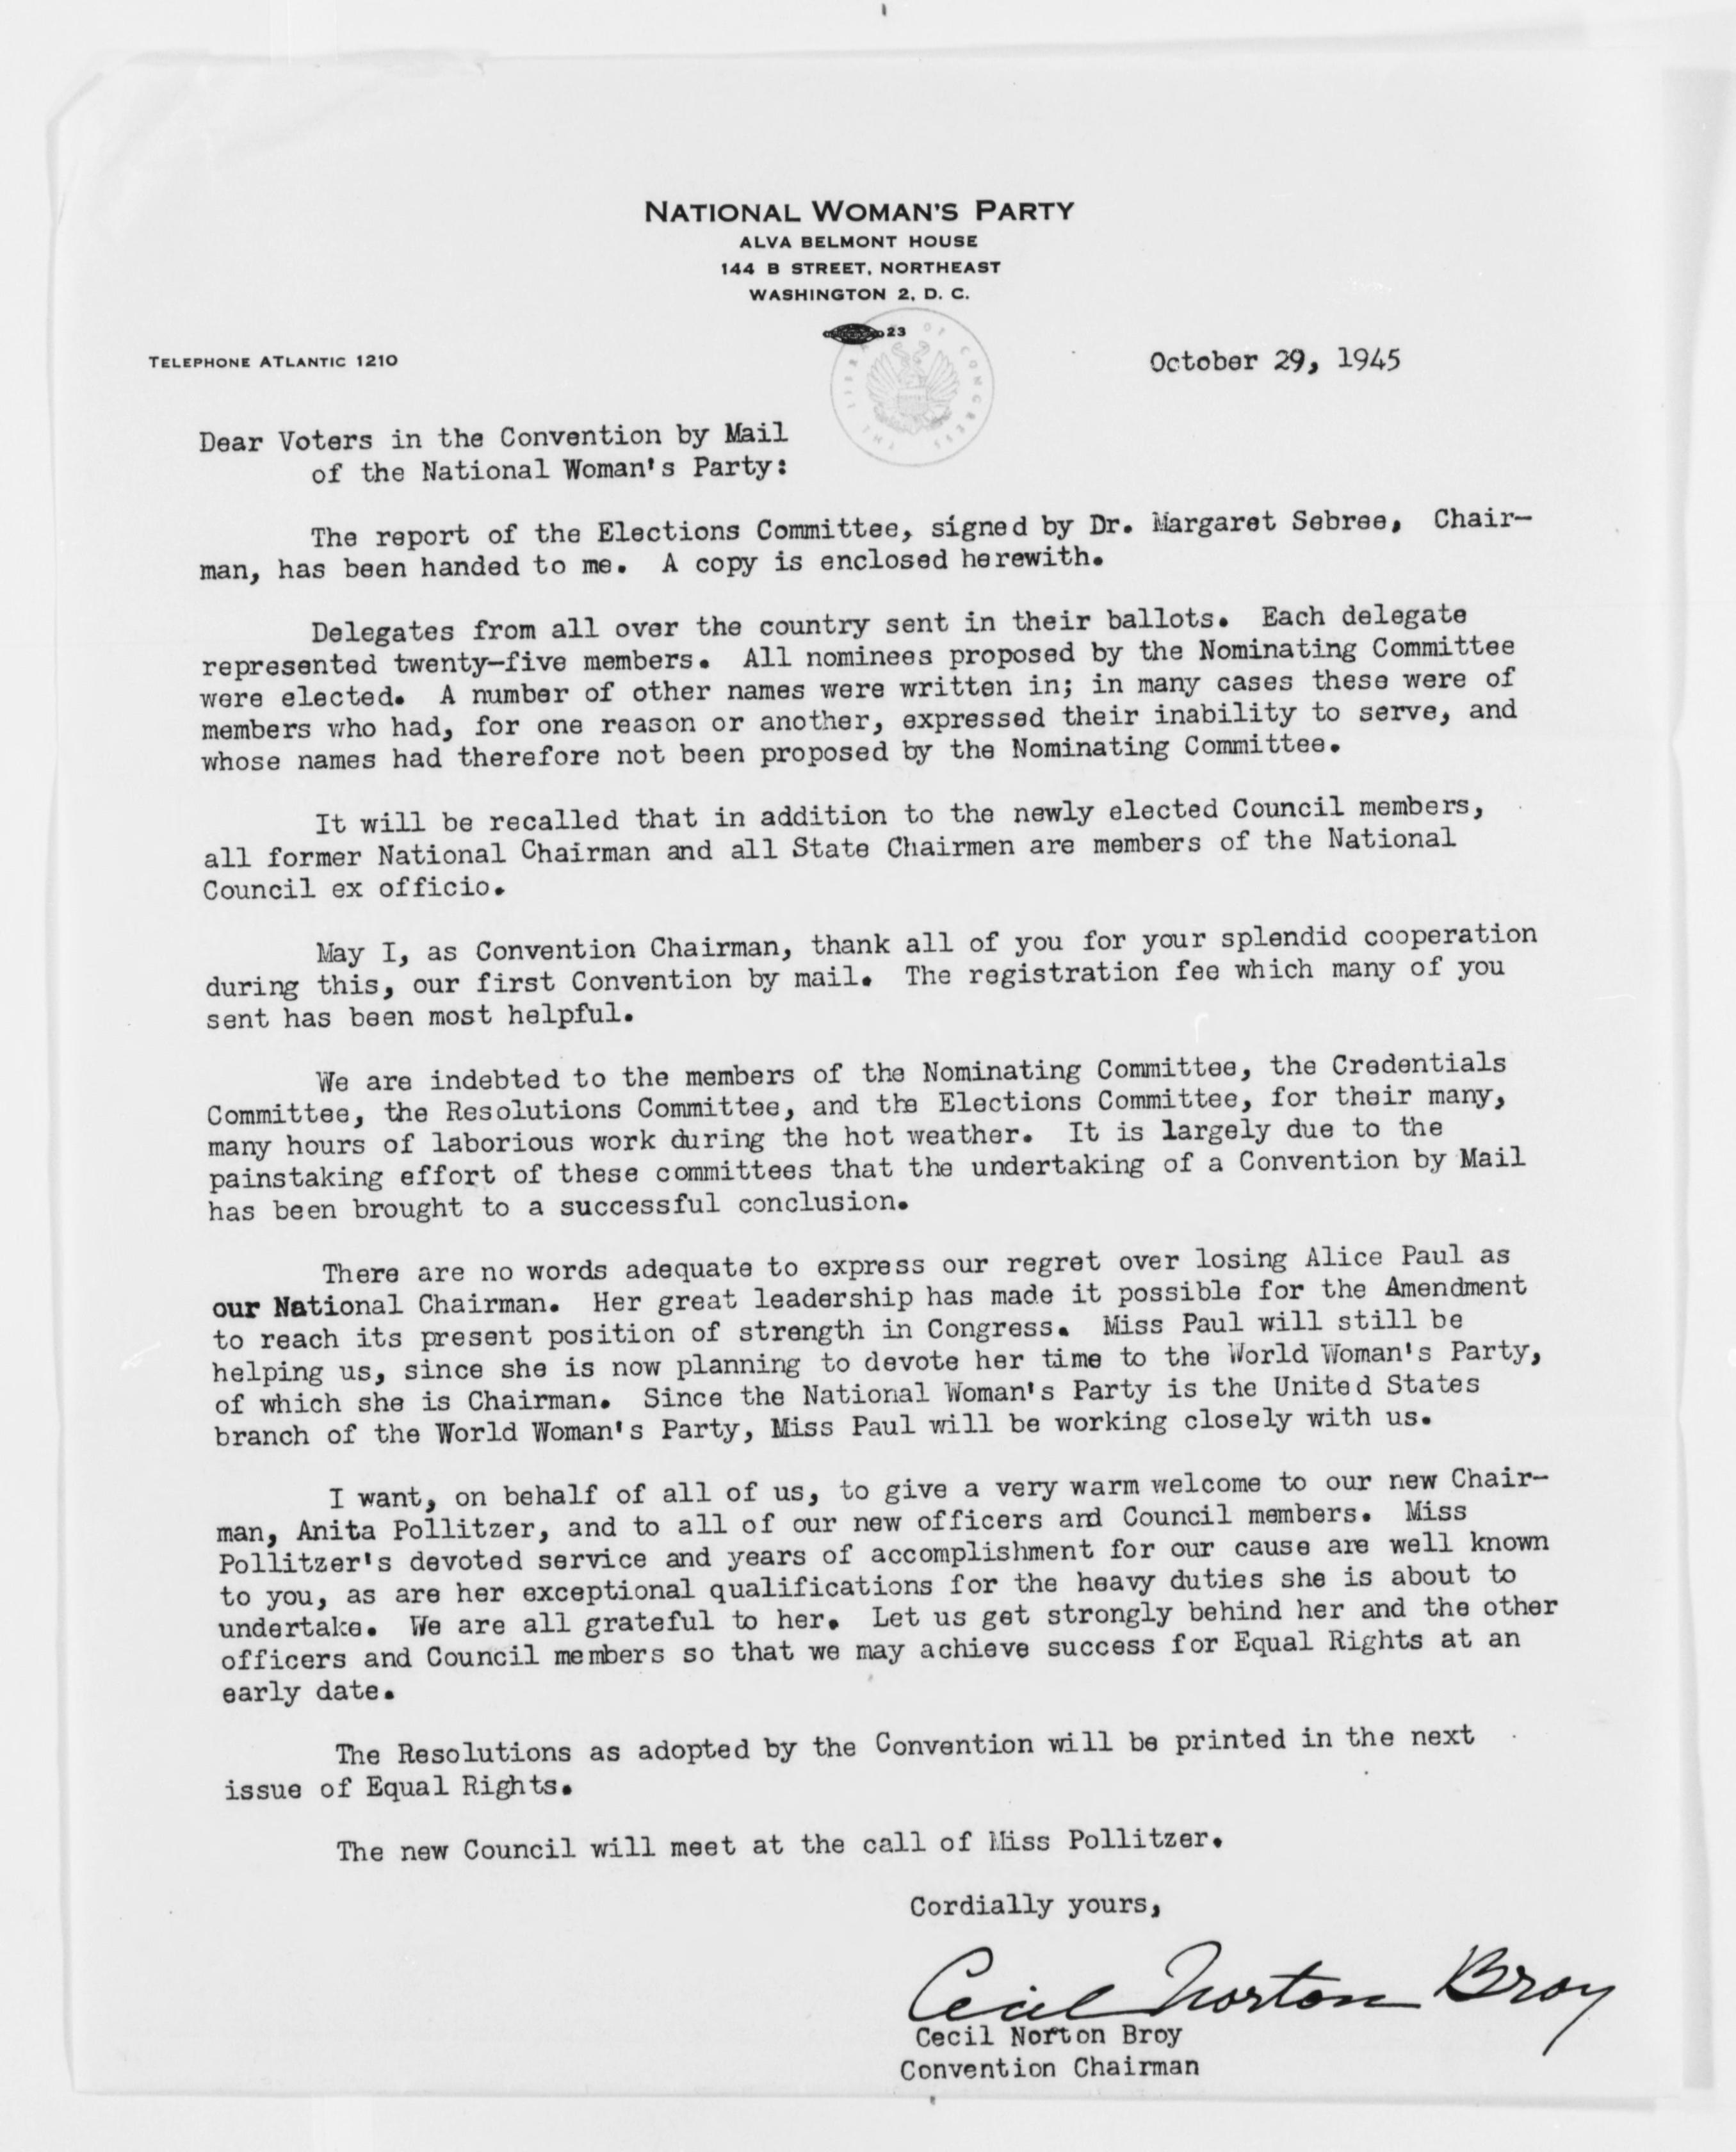 NATIONAL WOMAN'S PARTY
ALVA BELMONT HOUSE
144 B STREET, NORTHEAST
WASHINGTON 2, D. C.
23
TELEPHONE ATLANTIC 1210
October 29, 1945
THE LIBRARY OF CONGRESS
Dear Voters in the Convention by Mail
of the National Woman's Party:
The report of the Elections Committee, signed by Dr. Margaret Sebree, Chair-
man, has been handed to me. A copy is enclosed herewith.
Delegates from all over the country sent in their ballots. Each delegate
represented twenty-five members. All nominees proposed by the Nominating Committee
were elected. A number of other names were written in; in many cases these were of
members who had, for one reason or another, expressed their inability to serve, and
whose names had therefore not been proposed by the Nominating Committee.
It will be recalled that in addition to the newly elected Council members,
all former National Chairman and all State Chairmen are members of the National
Council ex officio.
May I, as Convention Chairman, thank all of you for your splendid cooperation
during this, our first Convention by mail. The registration fee which many of you
sent has been most helpful.
We are indebted to the members of the Nominating Committee, the Credentials
Committee, the Resolutions Committee, and the Elections Committee, for their many,
many hours of laborious work during the hot weather. It is largely due to the
painstaking effort of these committees that the undertaking of a Convention by Mail
has been brought to a successful conclusion.
There are no words adequate to express our regret over losing Alice Paul as
our National Chairman. Her great leadership has made it possible for the Amendment
to reach its present position of strength in Congress. Miss Paul will still be
helping us, since she is now planning to devote her time to the World Woman's Party,
of which she is Chairman. Since the National Woman's Party is the United States
branch of the World Woman's Party, Miss Paul will be working closely with us.
I want, on behalf of all of us, to give a very warm welcome to our new Chair-
man, Anita Pollitzer, and to all of our new officers and Council members. Miss
Pollitzer's devoted service and years of accomplishment for our cause are well known
to you, as are her exceptional qualifications for the heavy duties she is about to
undertake. We are all grateful to her. Let us get strongly behind her and the other
officers and Council members so that we may achieve success for Equal Rights at an
early date.
The Resolutions as adopted by the Convention will be printed in the next
issue of Equal Rights.
The new Council will meet at the call of Miss Pollitzer.
Cordially yours,
Cecil Norton Broy
Cecil Norton Broy
Convention Chairman